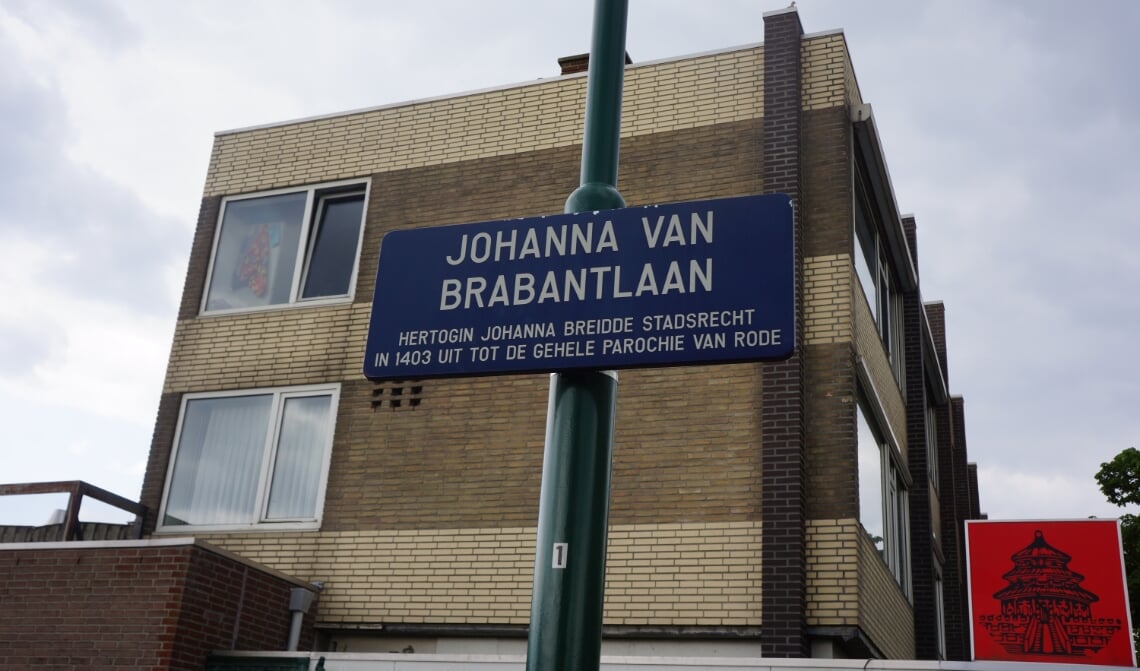 JOHANNA VAN
BRABANTLAAN
HERTOGIN JOHANNA BREIDDE STADSRECHT
IN 1403 UIT TOT DE GEHELE PAROCHIE VAN RODE
1